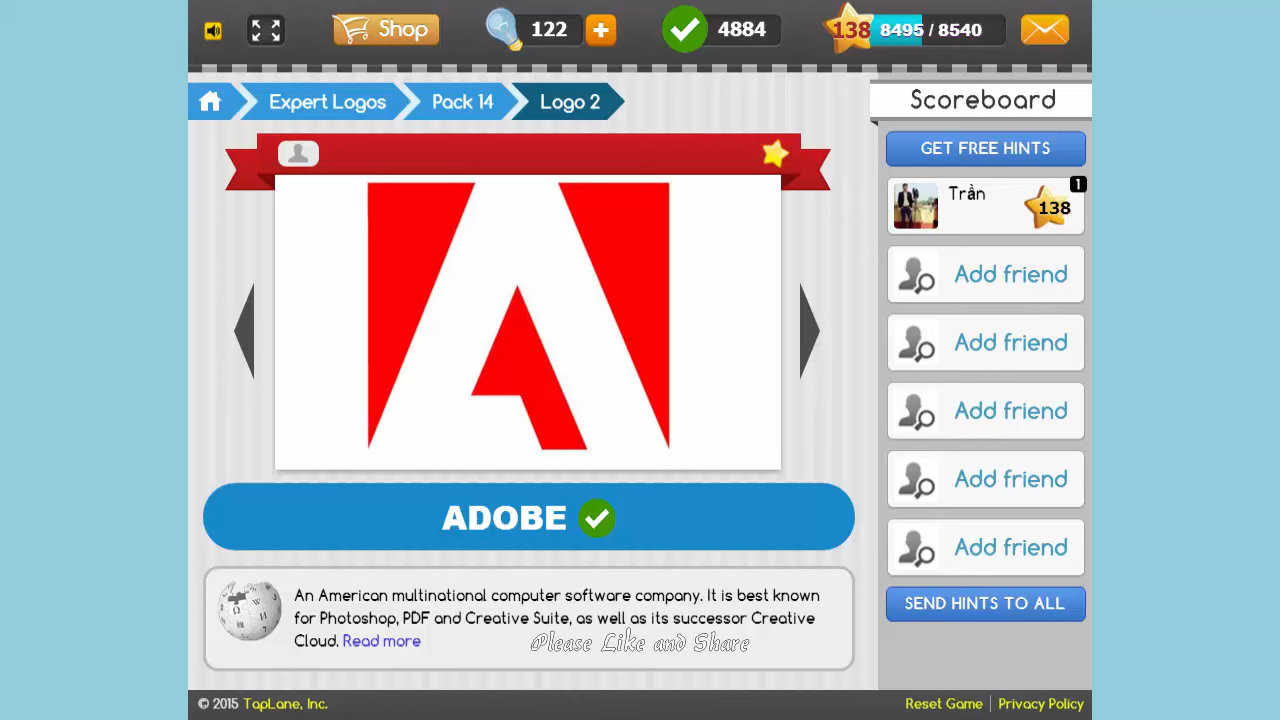 Shop
122
4884
138
8495 / 8540
Expert Logos
Pack 14
Logo 2
ADOBE
An American multinational computer software company. It is best known
for Photoshop, PDF and Creative Suite, as well as its successor Creative
Cloud. Read more
Please Like and Share
Scoreboard
GET FREE HINTS
1
Trần
138
Add friend
Add friend
Add friend
Add friend
Add friend
SEND HINTS TO ALL
© 2015 TapLane, Inc.
Reset Game
Privacy Policy